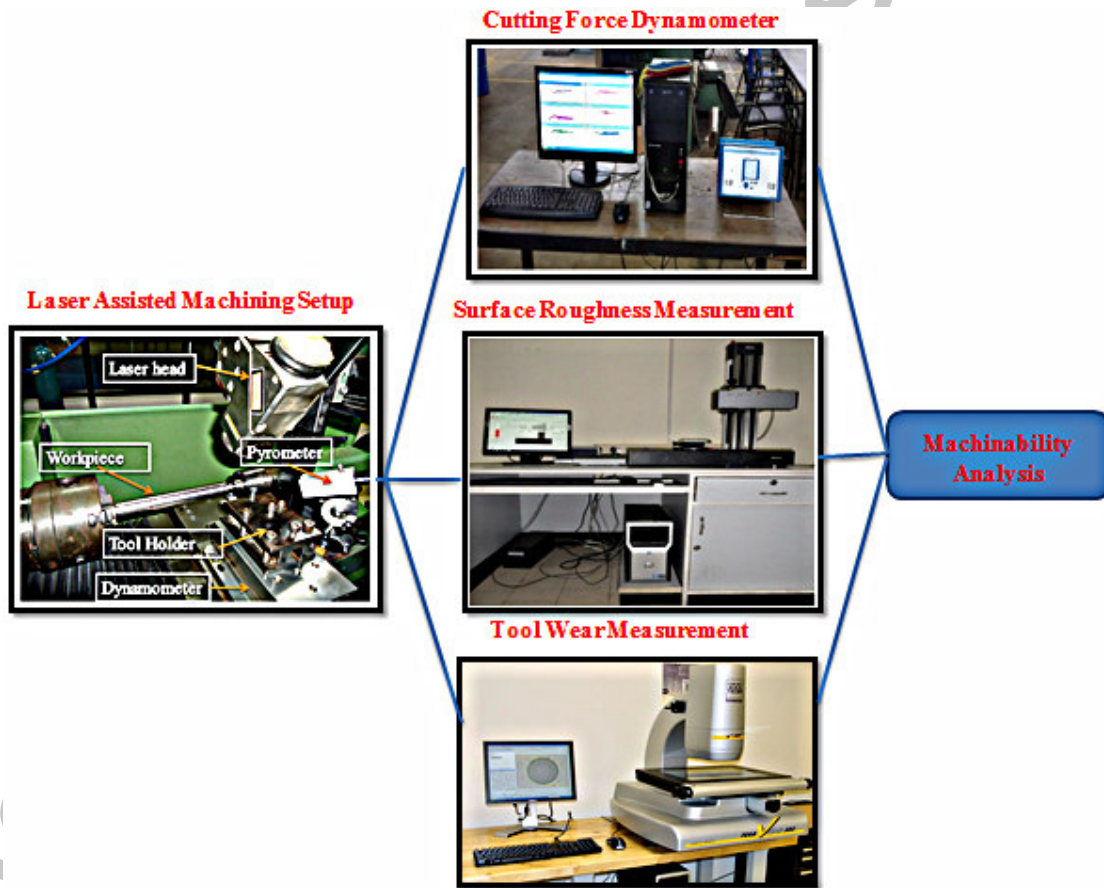 Cutting Force Dynamometer
Laser Assisted Machining Setup
Laser head
Workpiece
Pyrometer
Tool Holder
Dynamometer
Surface Roughness Measurement
Tool Wear Measurement
Machinability
Analysis